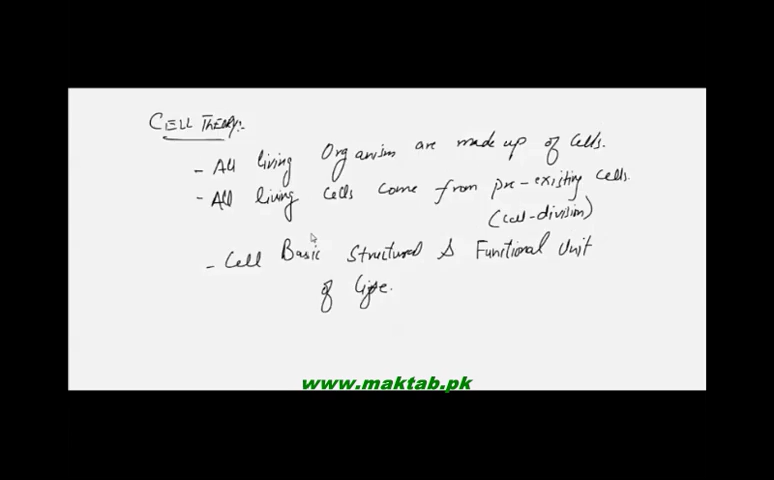 CELL THEORY:-
- All living Organism are made up of Cells.
- All living Cells come from pre-existing Cells.
(cell-division)
- Cell Basic Structural & Functional Unit
of life.
www.maktab.pk